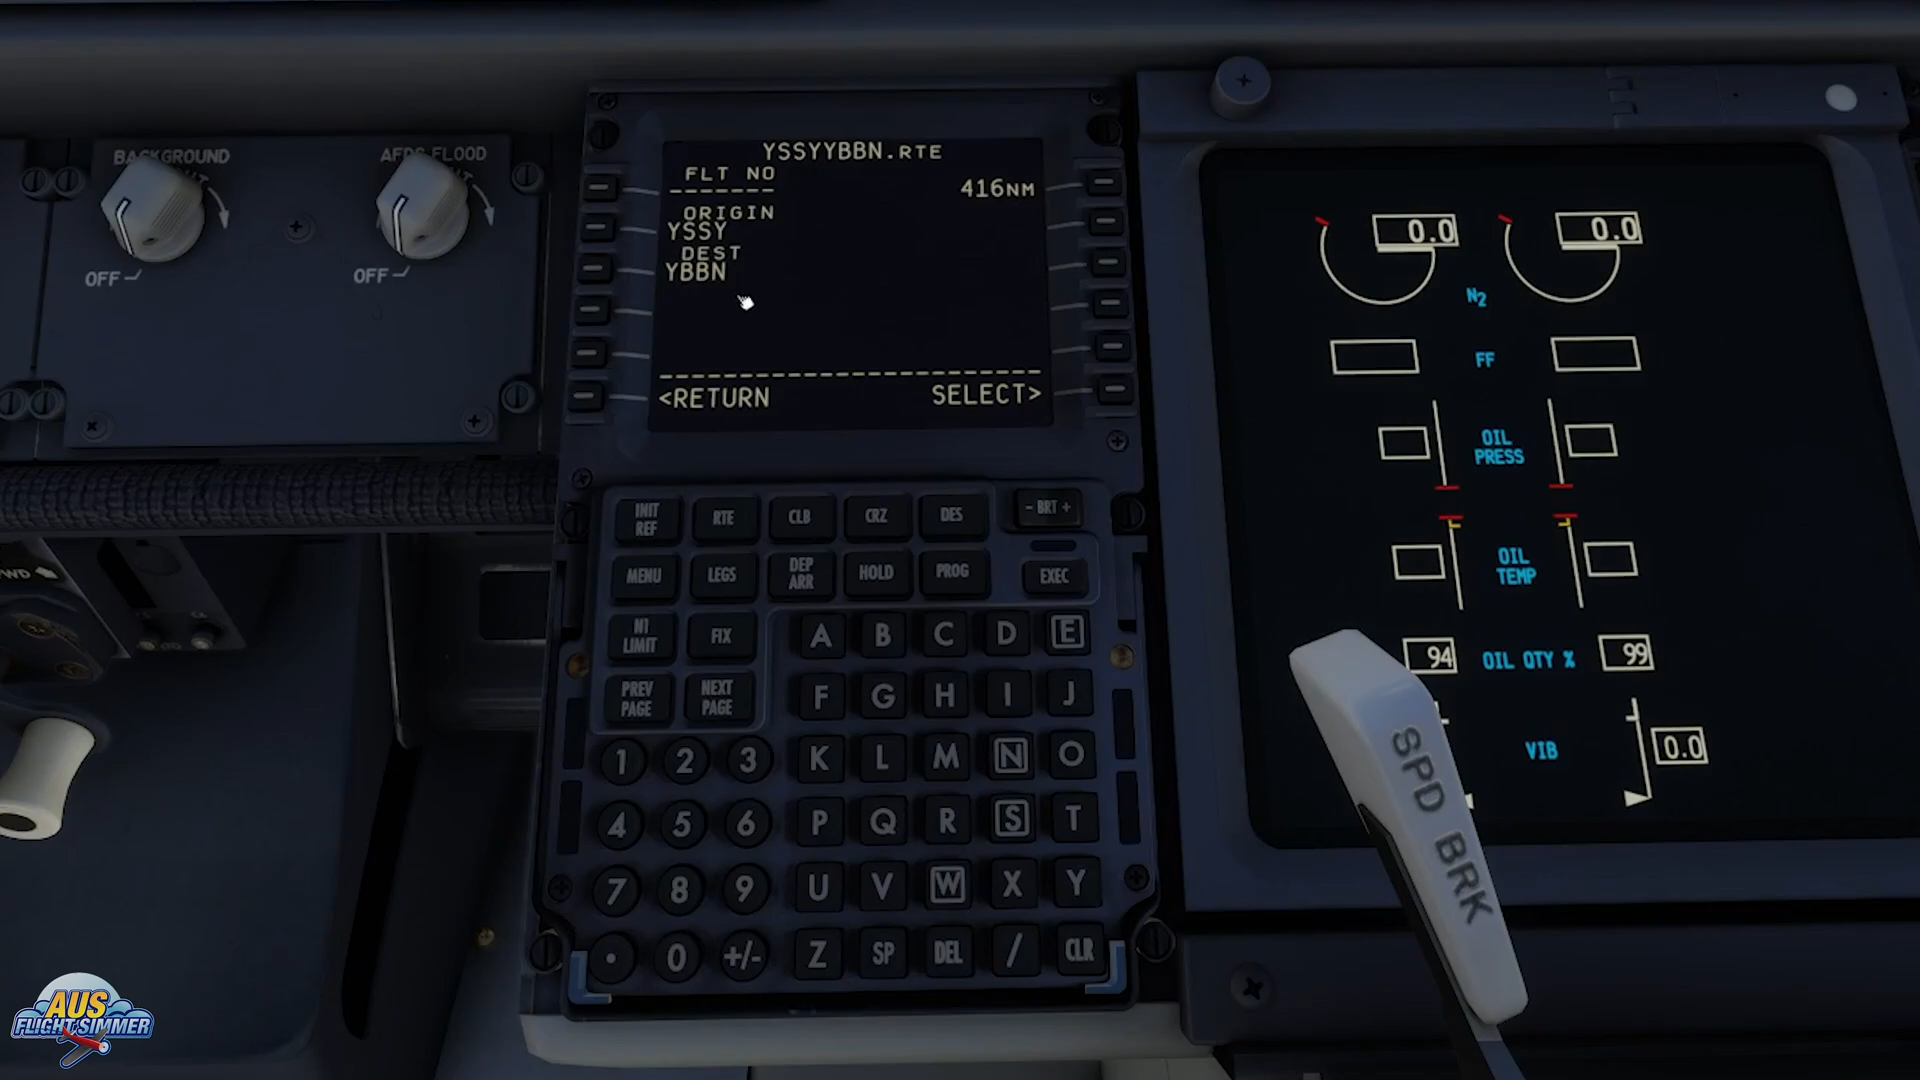 BACKGROUND
OFF
AFDS FLOOD
OFF
YSSYYBBN.RTE
FLT NO
-------
416NM
ORIGIN
YSSY
DEST
YBBN
<RETURN
SELECT>
INIT REF
RTE
CLB
CRZ
DES
- BRT +
MENU
LEGS
DEP ARR
HOLD
PROG
EXEC
N1 LIMIT
FIX
A B C D E
PREV PAGE
NEXT PAGE
F G H I J
1 2 3 K L M N O
4 5 6 P Q R S T
7 8 9 U V W X Y
. 0 +/- Z SP DEL / CLR
0.0 0.0
N2
FF
OIL PRESS
OIL TEMP
94 OIL QTY % 99
VIB 0.0
SPD BRK
AUS
FLIGHT SIMMER